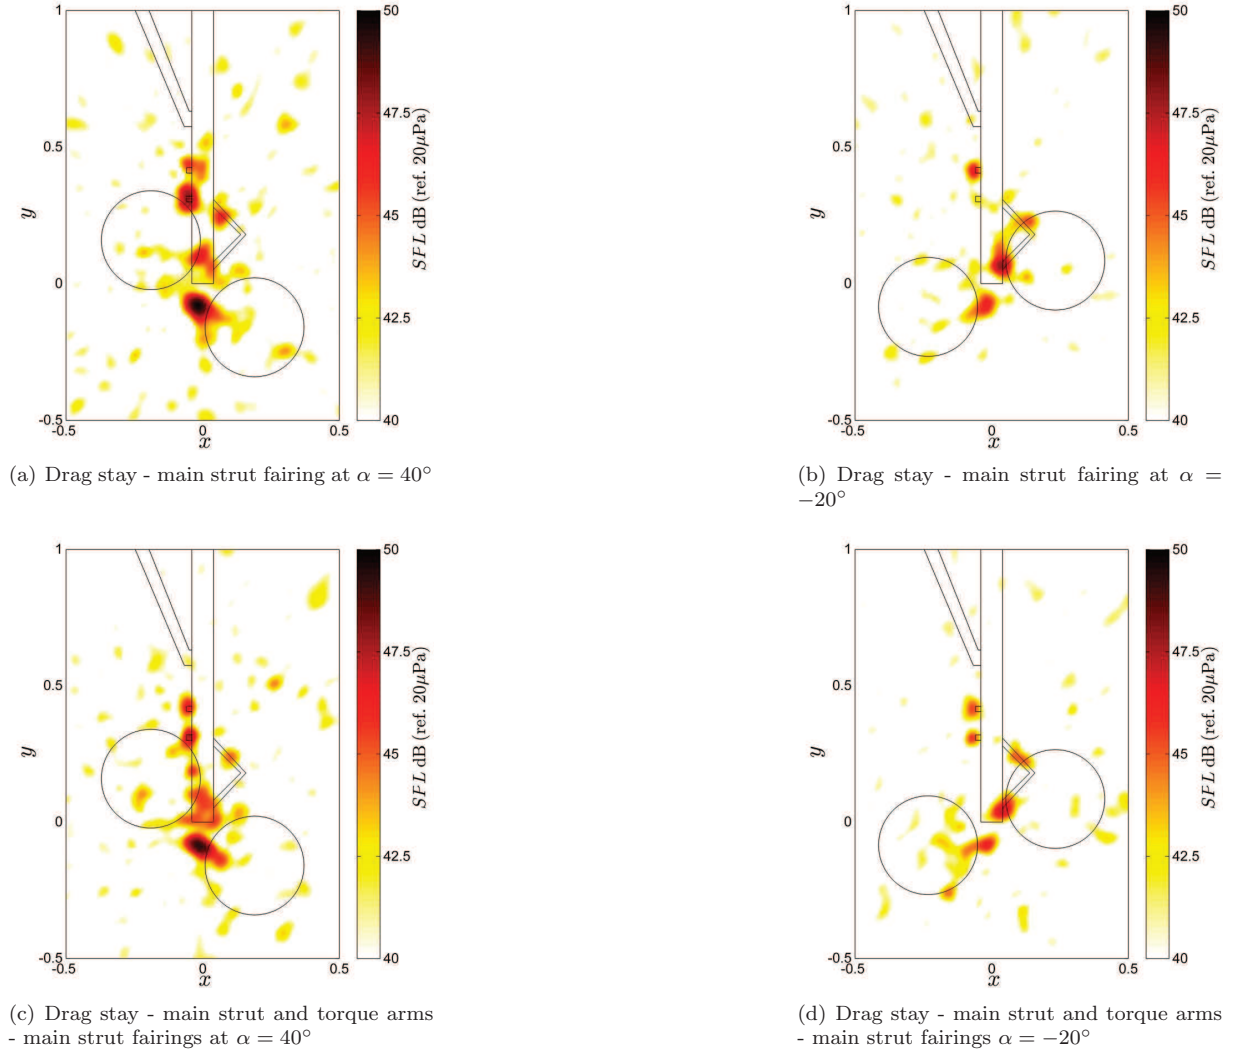 1
0.5
0
-0.5
-0.5
0
0.5
x
y
50
47.5
45
42.5
40
SFL dB (ref. 20μPa)
(a) Drag stay - main strut fairing at α = 40°
1
0.5
0
-0.5
-0.5
0
0.5
x
y
50
47.5
45
42.5
40
SFL dB (ref. 20μPa)
(b) Drag stay - main strut fairing at α =
−20°
1
0.5
0
-0.5
-0.5
0
0.5
x
y
50
47.5
45
42.5
40
SFL dB (ref. 20μPa)
(c) Drag stay - main strut and torque arms
- main strut fairings at α = 40°
1
0.5
0
-0.5
-0.5
0
0.5
x
y
50
47.5
45
42.5
40
SFL dB (ref. 20μPa)
(d) Drag stay - main strut and torque arms
- main strut fairings α = −20°